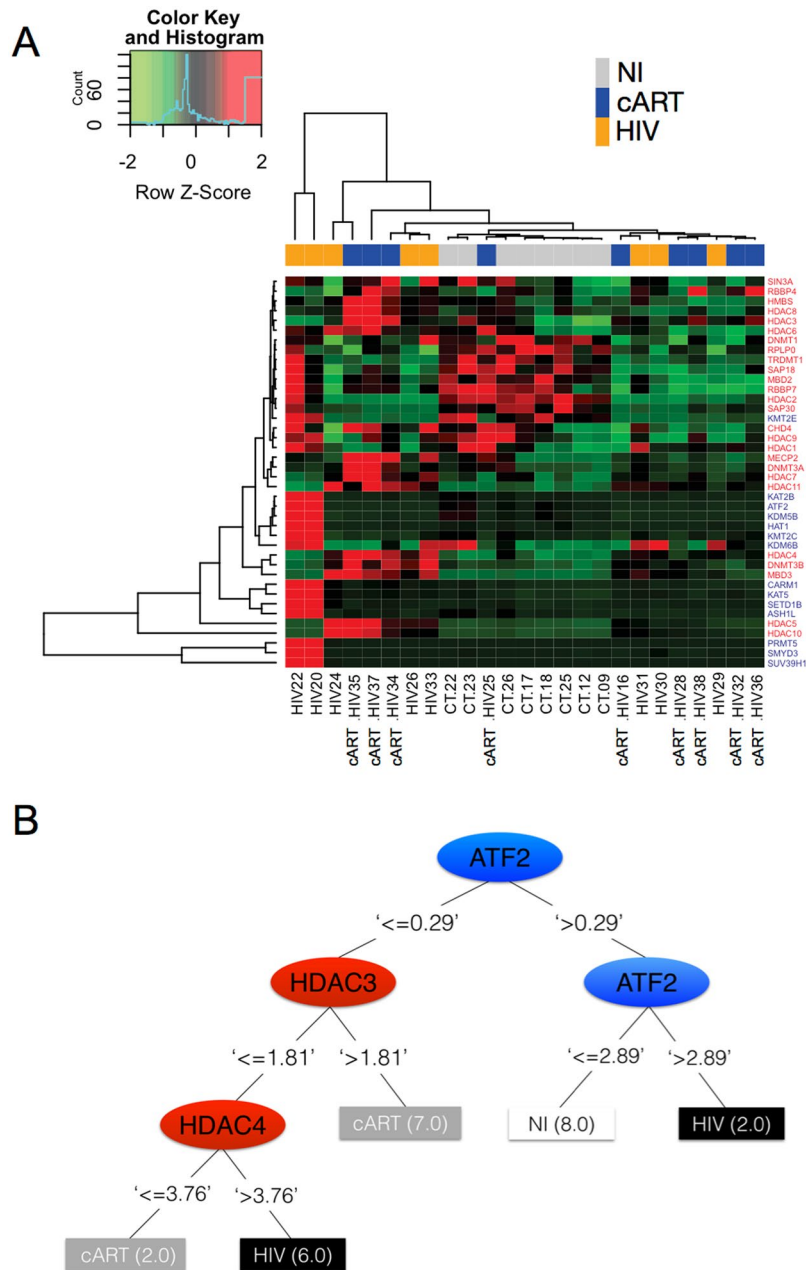 A
Color Key
and Histogram
Count
0 60
-2 0 2
Row Z-Score
NI
cART
HIV
SIN3A
RBBP4
HMBS
HDAC8
HDAC3
HDAC6
DNMT1
RPLP0
TRDMT1
SAP18
MBD2
RBBP7
HDAC2
SAP30
KMT2E
CHD4
HDAC9
HDAC1
MECP2
DNMT3A
HDAC7
HDAC11
KAT2B
ATF2
KDM5B
HAT1
KMT2C
KDM6B
HDAC4
DNMT3B
MBD3
CARM1
KAT5
SETD1B
ASH1L
HDAC5
HDAC10
PRMT5
SMYD3
SUV39H1
HIV22
HIV20
HIV24
cART .HIV35
cART .HIV37
cART .HIV34
HIV26
HIV33
CT.22
CT.23
cART .HIV25
CT.26
CT.17
CT.18
CT.25
CT.12
CT.09
cART .HIV16
HIV31
HIV30
cART .HIV28
cART .HIV38
HIV29
cART .HIV32
cART .HIV36
B
ATF2
‘<=0.29’ ‘>0.29’
HDAC3 ATF2
‘<=1.81’ ‘>1.81’ ‘<=2.89’ ‘>2.89’
HDAC4 cART (7.0) NI (8.0) HIV (2.0)
‘<=3.76’ ‘>3.76’
cART (2.0) HIV (6.0)